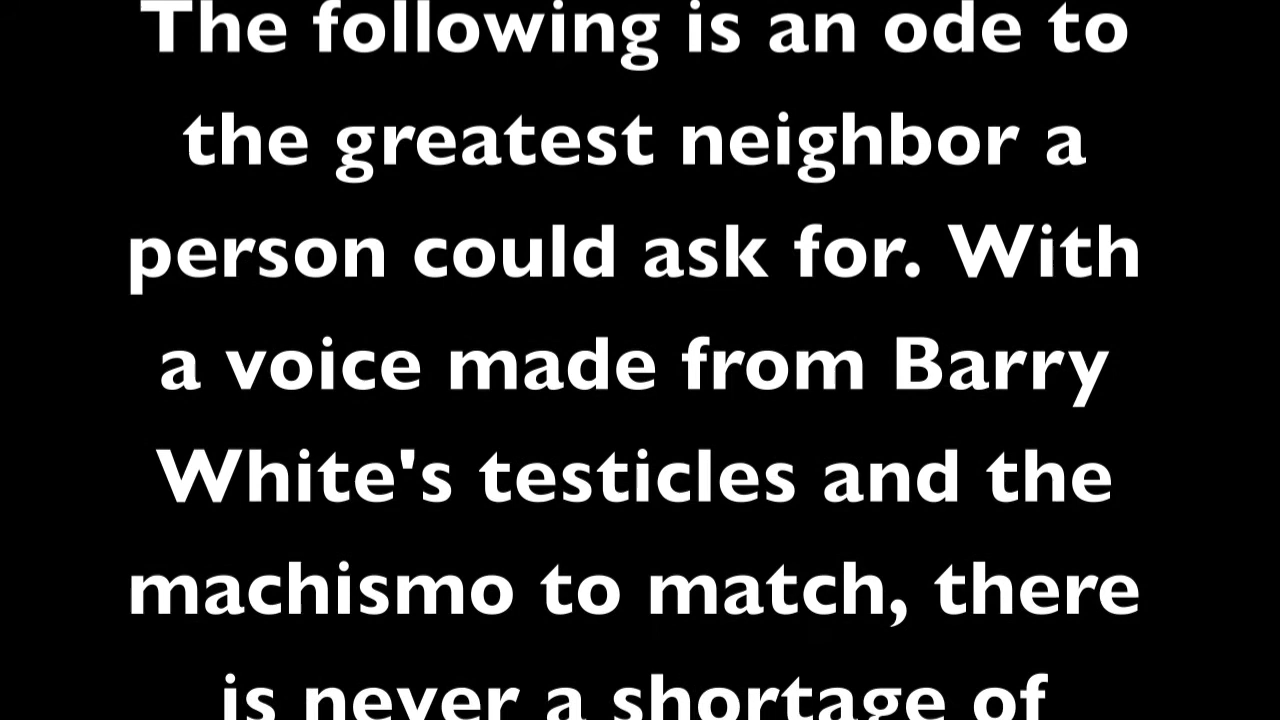 The following is an ode to
the greatest neighbor a
person could ask for. With
a voice made from Barry
White's testicles and the
machismo to match, there
is never a shortage of